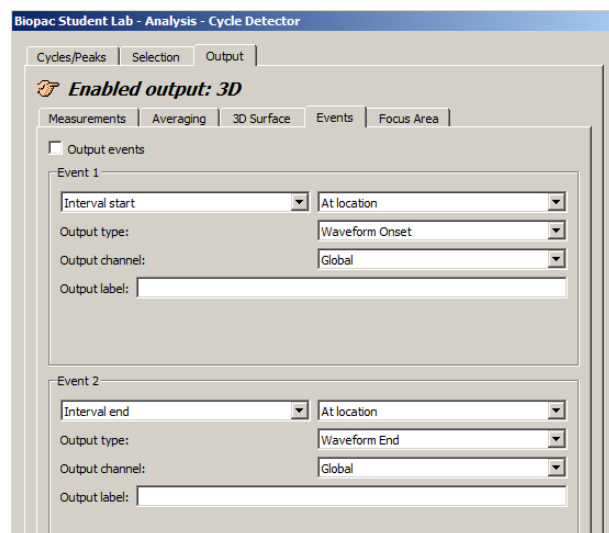 Biopac Student Lab - Analysis - Cycle Detector
Cycles/Peaks Selection Output
Enabled output: 3D
Measurements Averaging 3D Surface Events Focus Area
Output events
Event 1
Interval start At location
Output type: Waveform Onset
Output channel: Global
Output label:
Event 2
Interval end At location
Output type: Waveform End
Output channel: Global
Output label: